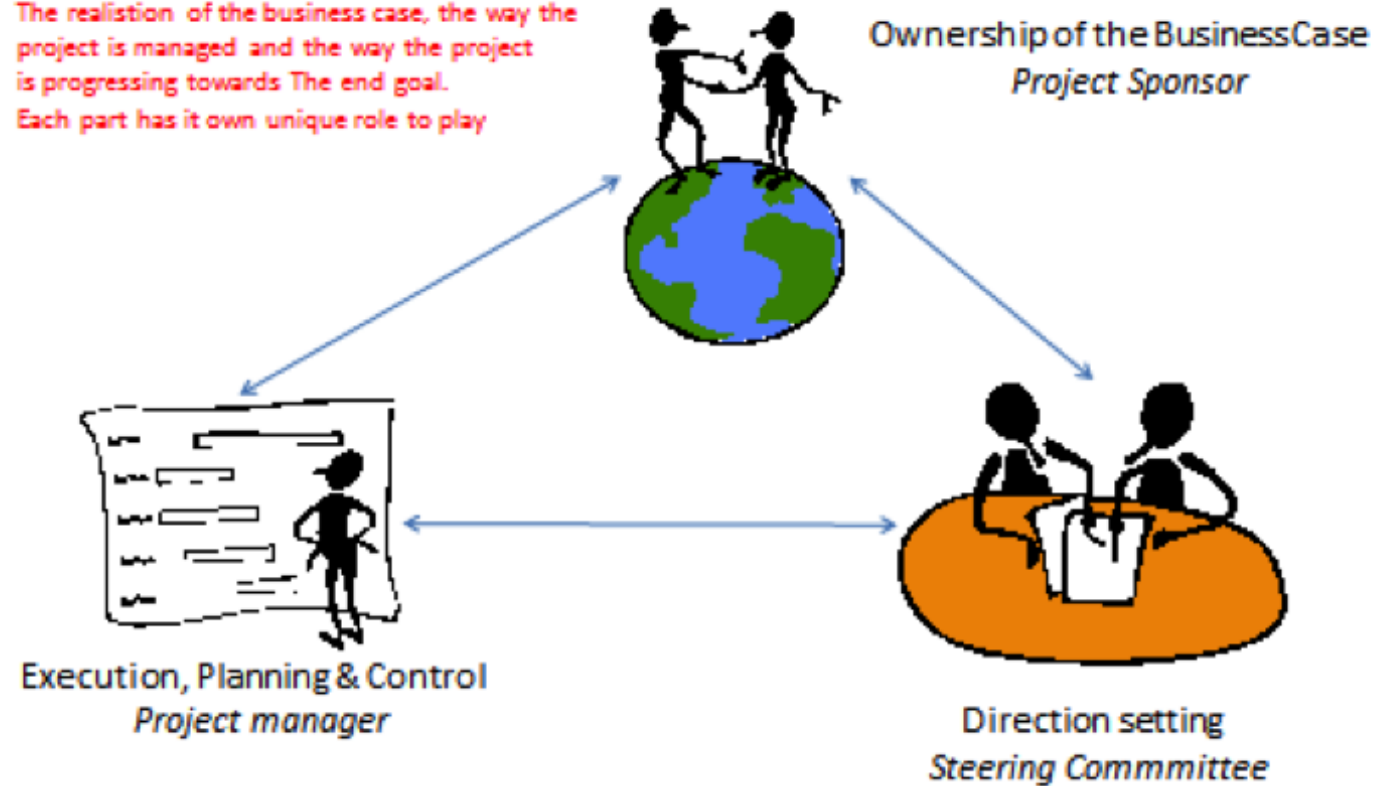 The realistion of the business case, the way the
project is managed and the way the project
is progressing towards The end goal.
Each part has it own unique role to play
Ownership of the BusinessCase
Project Sponsor
Execution, Planning & Control
Project manager
Direction setting
Steering Commmittee